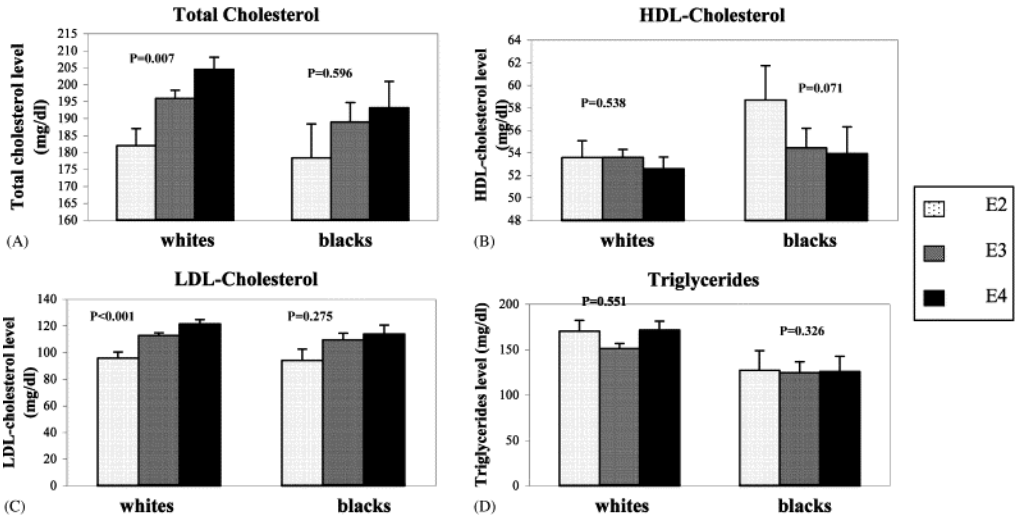 Total Cholesterol
Total cholesterol level
(mg/dl)
215
210
205
200
195
190
185
180
175
170
165
160
P=0.007
P=0.596
whites
blacks
(A)
HDL-Cholesterol
HDL-cholesterol level
(mg/dl)
64
62
60
58
56
54
52
50
48
P=0.538
P=0.071
whites
blacks
(B)
LDL-Cholesterol
LDL-cholesterol level
(mg/dl)
140
120
100
80
60
40
20
0
P<0.001
P=0.275
whites
blacks
(C)
Triglycerides
Triglycerides level (mg/dl)
200
150
100
50
0
P=0.551
P=0.326
whites
blacks
(D)
E2
E3
E4